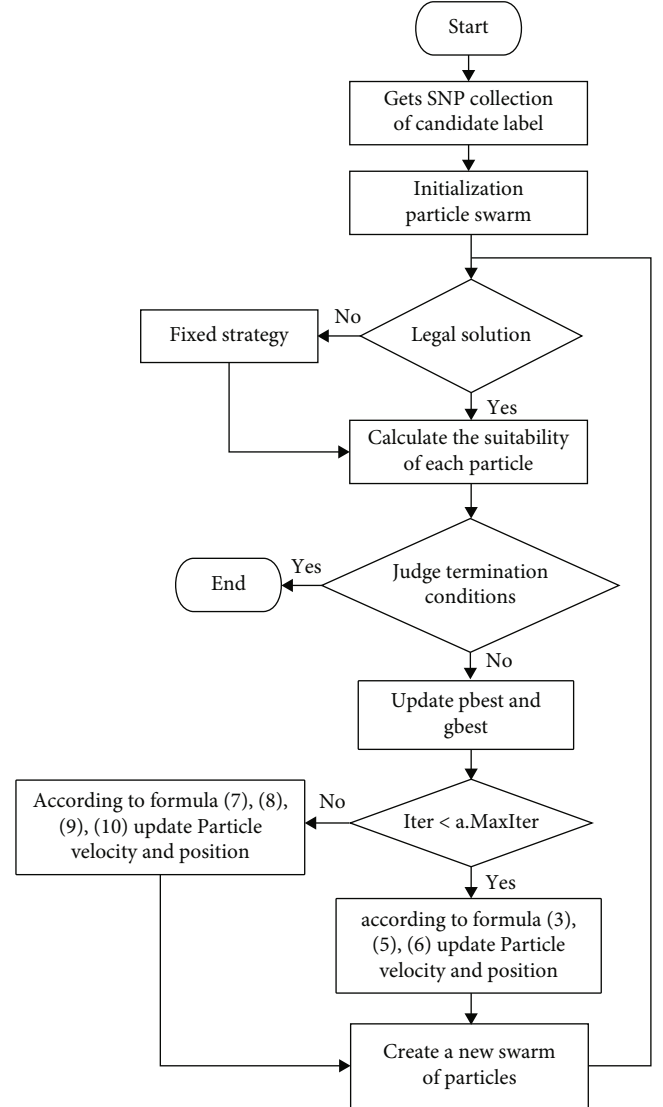 Start
Gets SNP collection
of candidate label
Initialization
particle swarm
No
Fixed strategy
Legal solution
Yes
Calculate the suitability
of each particle
Yes
End
Judge termination
conditions
No
Update pbest and
gbest
According to formula (7), (8),
(9), (10) update Particle
velocity and position
No
Iter < a.MaxIter
Yes
according to formula (3),
(5), (6) update Particle
velocity and position
Create a new swarm
of particles